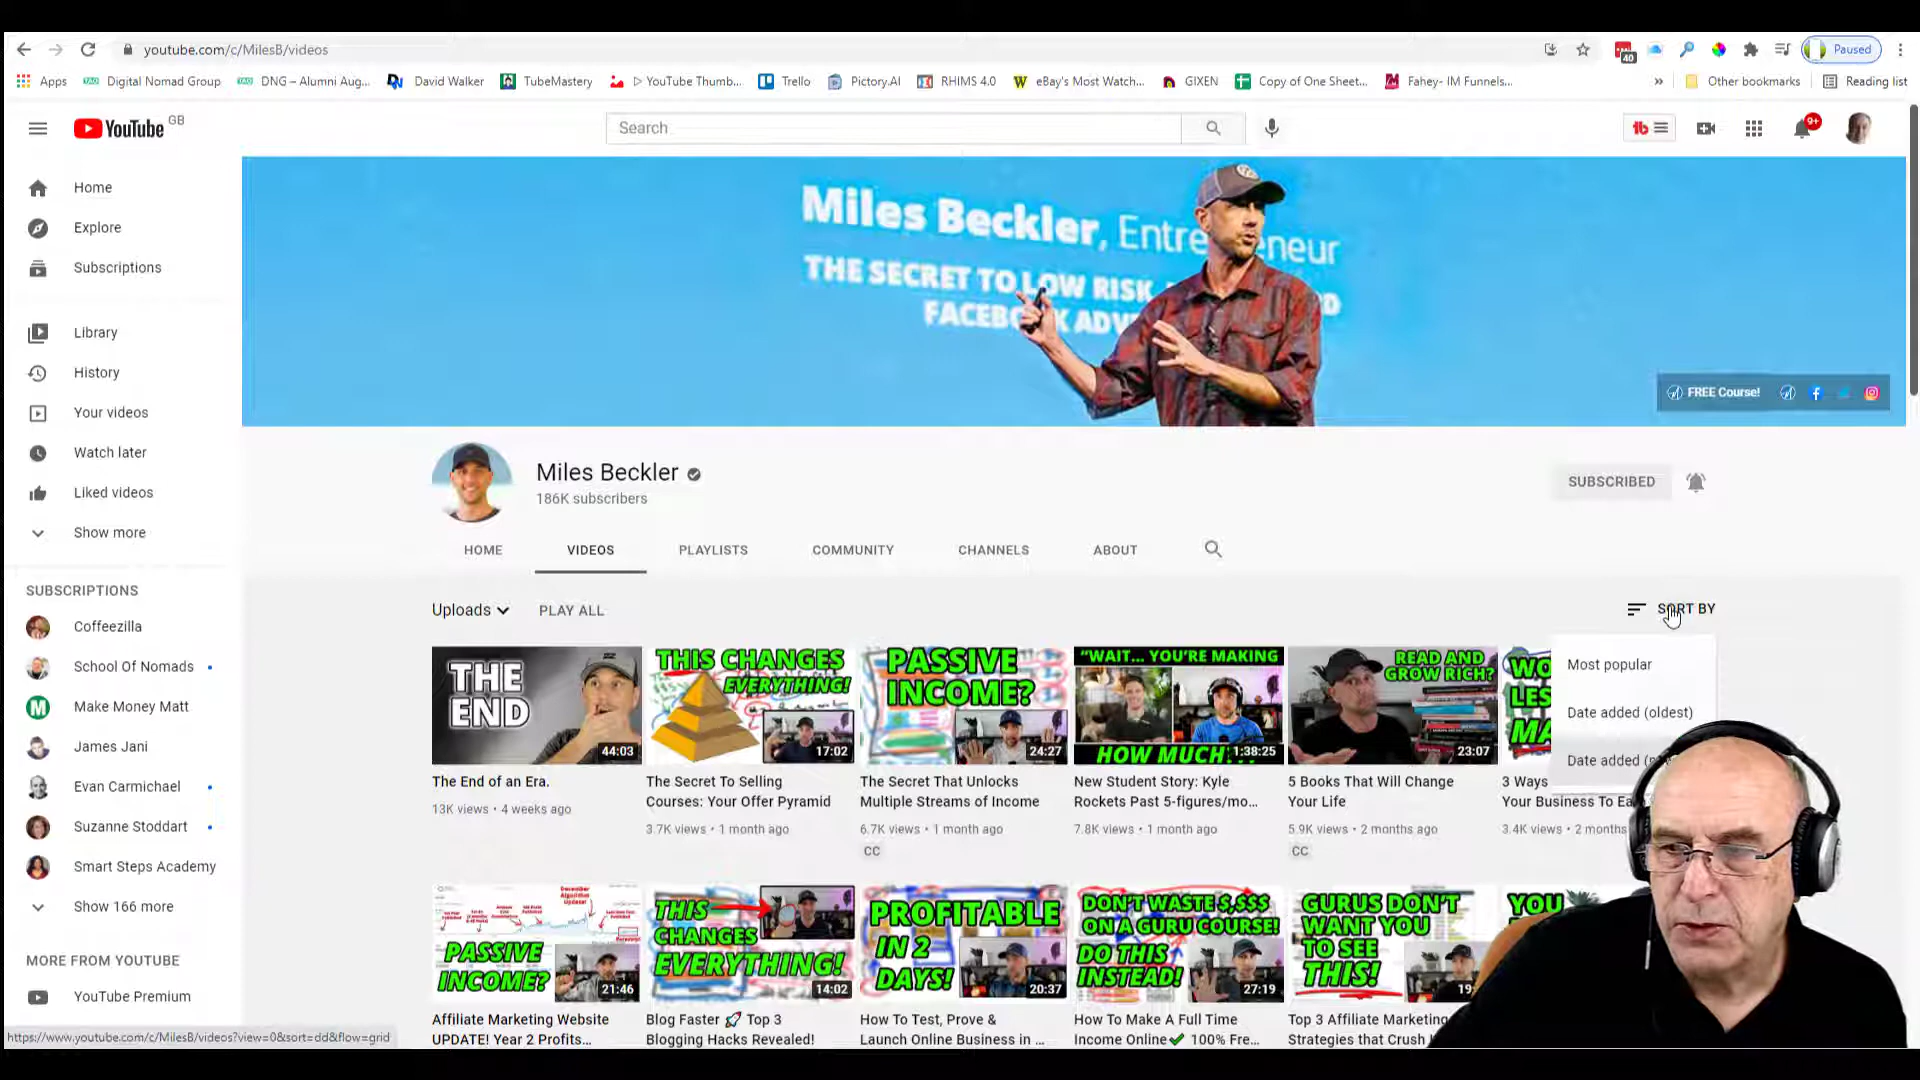 youtube.com/c/MilesB/videos
Paused
40
Apps
Digital Nomad Group
DNG – Alumni Aug...
David Walker
TubeMastery
YouTube Thumb...
Trello
Pictory.AI
RHIMS 4.0
eBay's Most Watch...
GIXEN
Copy of One Sheet...
Fahey- IM Funnels...
»
Other bookmarks
Reading list
YouTube GB
Search
9+
Home
Explore
Subscriptions
Library
History
Your videos
Watch later
Liked videos
Show more
SUBSCRIPTIONS
Coffeezilla
School Of Nomads
Make Money Matt
James Jani
Evan Carmichael
Suzanne Stoddart
Smart Steps Academy
Show 166 more
MORE FROM YOUTUBE
YouTube Premium
https://www.youtube.com/c/MilesB/videos?view=0&sort=dd&flow=grid
Miles Beckler, Entre eneur
THE SECRET TO LOW RISK
FACEB K ADV
FREE Course!
Miles Beckler
186K subscribers
SUBSCRIBED
HOME
VIDEOS
PLAYLISTS
COMMUNITY
CHANNELS
ABOUT
Uploads
PLAY ALL
SORT BY
Most popular
Date added (oldest)
Date added
THE
END
44:03
The End of an Era.
13K views • 4 weeks ago
THIS CHANGES
EVERYTHING!
17:02
The Secret To Selling
Courses: Your Offer Pyramid
3.7K views • 1 month ago
PASSIVE
INCOME?
24:27
The Secret That Unlocks
Multiple Streams of Income
6.7K views • 1 month ago
CC
"WAIT... YOU'RE MAKING
HOW MUCH
1:38:25
New Student Story: Kyle
Rockets Past 5-figures/mo...
7.8K views • 1 month ago
READ AND
GROW RICH?
23:07
5 Books That Will Change
Your Life
5.9K views • 2 months ago
CC
WO
LES
MA
3 Ways
Your Business To Ea
3.4K views • 2 months
PASSIVE
INCOME?
21:46
Affiliate Marketing Website
UPDATE! Year 2 Profits...
THIS
CHANGES
EVERYTHING!
14:02
Blog Faster 🚀 Top 3
Blogging Hacks Revealed!
PROFITABLE
IN 2
DAYS!
20:37
How To Test, Prove &
Launch Online Business in ...
DON'T WASTE $,$$$
ON A GURU COURSE!
DO THIS
INSTEAD!
27:19
How To Make A Full Time
Income Online ✔ 100% Fre...
GURUS DON'T
WANT YOU
TO SEE
THIS!
19:
Top 3 Affiliate Marketing
Strategies that Crush
YOU